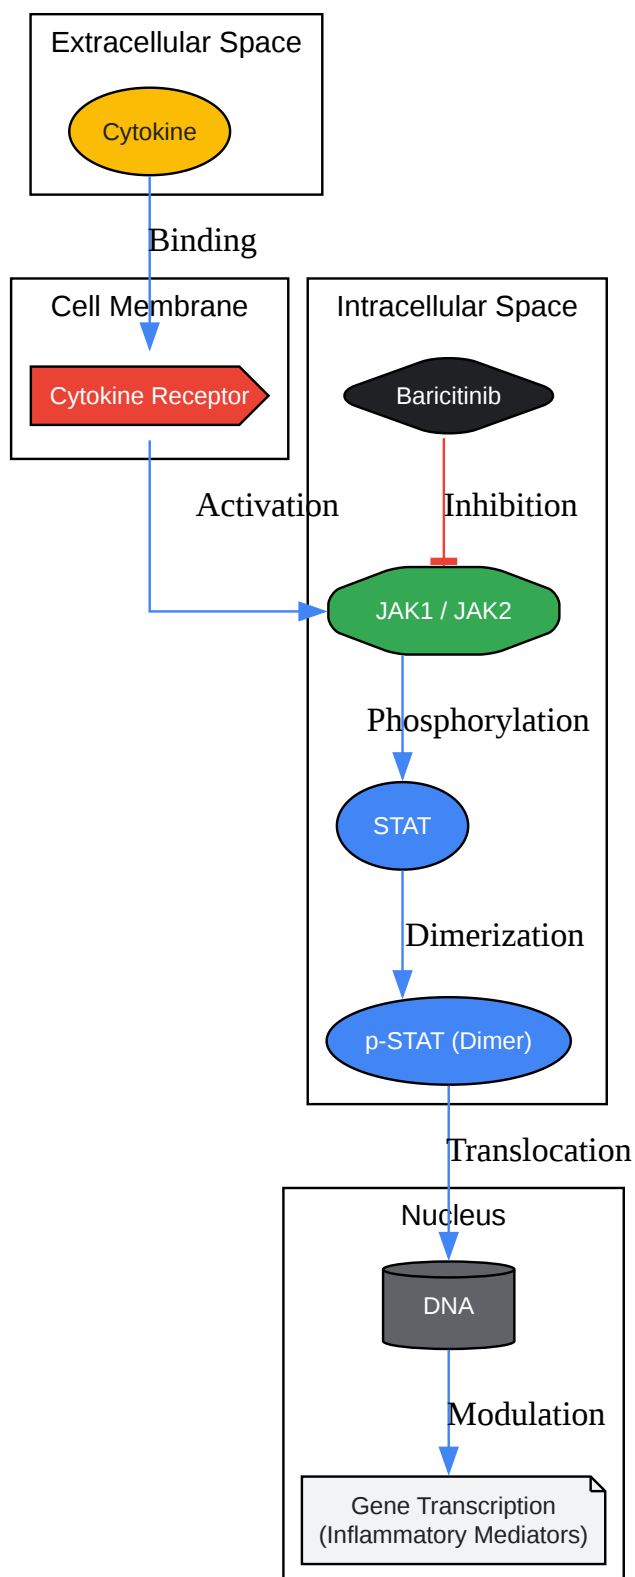 Extracellular Space
Cytokine
Binding
Cell Membrane
Intracellular Space
Cytokine Receptor
Baricitinib
Activation
Inhibition
JAK1 / JAK2
Phosphorylation
STAT
Dimerization
p-STAT (Dimer)
Translocation
Nucleus
DNA
Modulation
Gene Transcription
(Inflammatory Mediators)